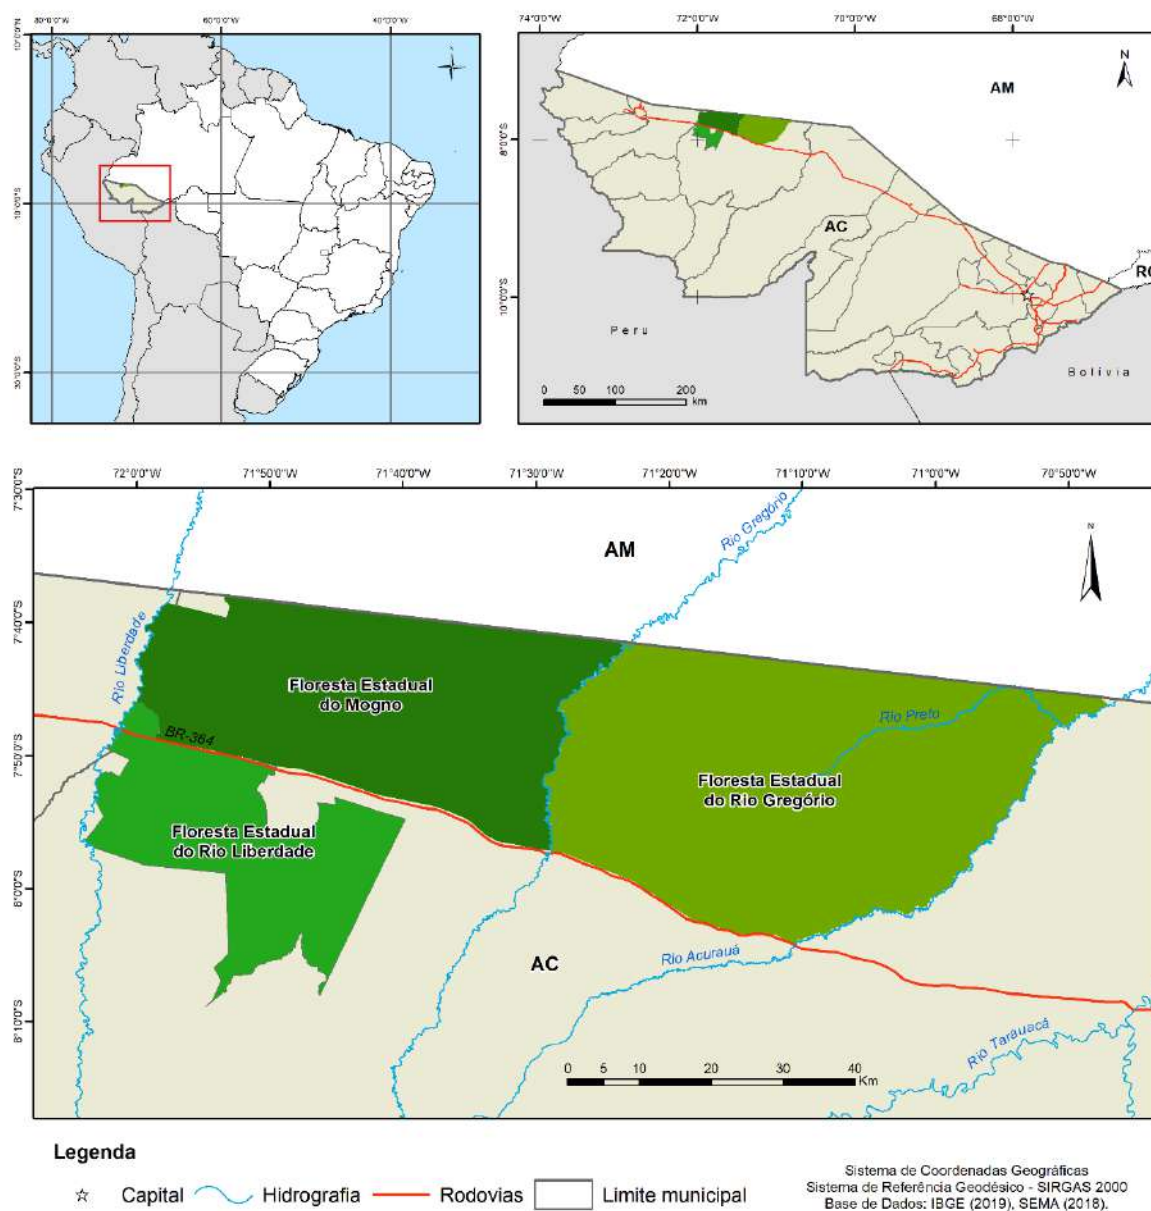 80°0'0"W 60°0'0"W 40°0'0"W
10°0'0"N
10°0'0"S
30°0'0"S
74°0'0"W 72°0'0"W 70°0'0"W 68°0'0"W
8°0'0"S
10°0'0"S
N
AM
AC
RO
Peru
Bolívia
0 50 100 200
km
72°0'0"W 71°50'0"W 71°40'0"W 71°30'0"W 71°20'0"W 71°10'0"W 71°0'0"W 70°50'0"W
7°30'0"S
7°40'0"S
7°50'0"S
8°0'0"S
8°10'0"S
N
AM
Rio Gregório
Rio Liberdade
Floresta Estadual
do Mogno
Rio Preto
BR-364
Floresta Estadual
do Rio Gregório
Floresta Estadual
do Rio Liberdade
AC
Rio Acurauá
Rio Tarauacá
0 5 10 20 30 40
Km
Legenda
Capital Hidrografia Rodovias Limite municipal
Sistema de Coordenadas Geográficas
Sistema de Referência Geodésico - SIRGAS 2000
Base de Dados: IBGE (2019), SEMA (2018).